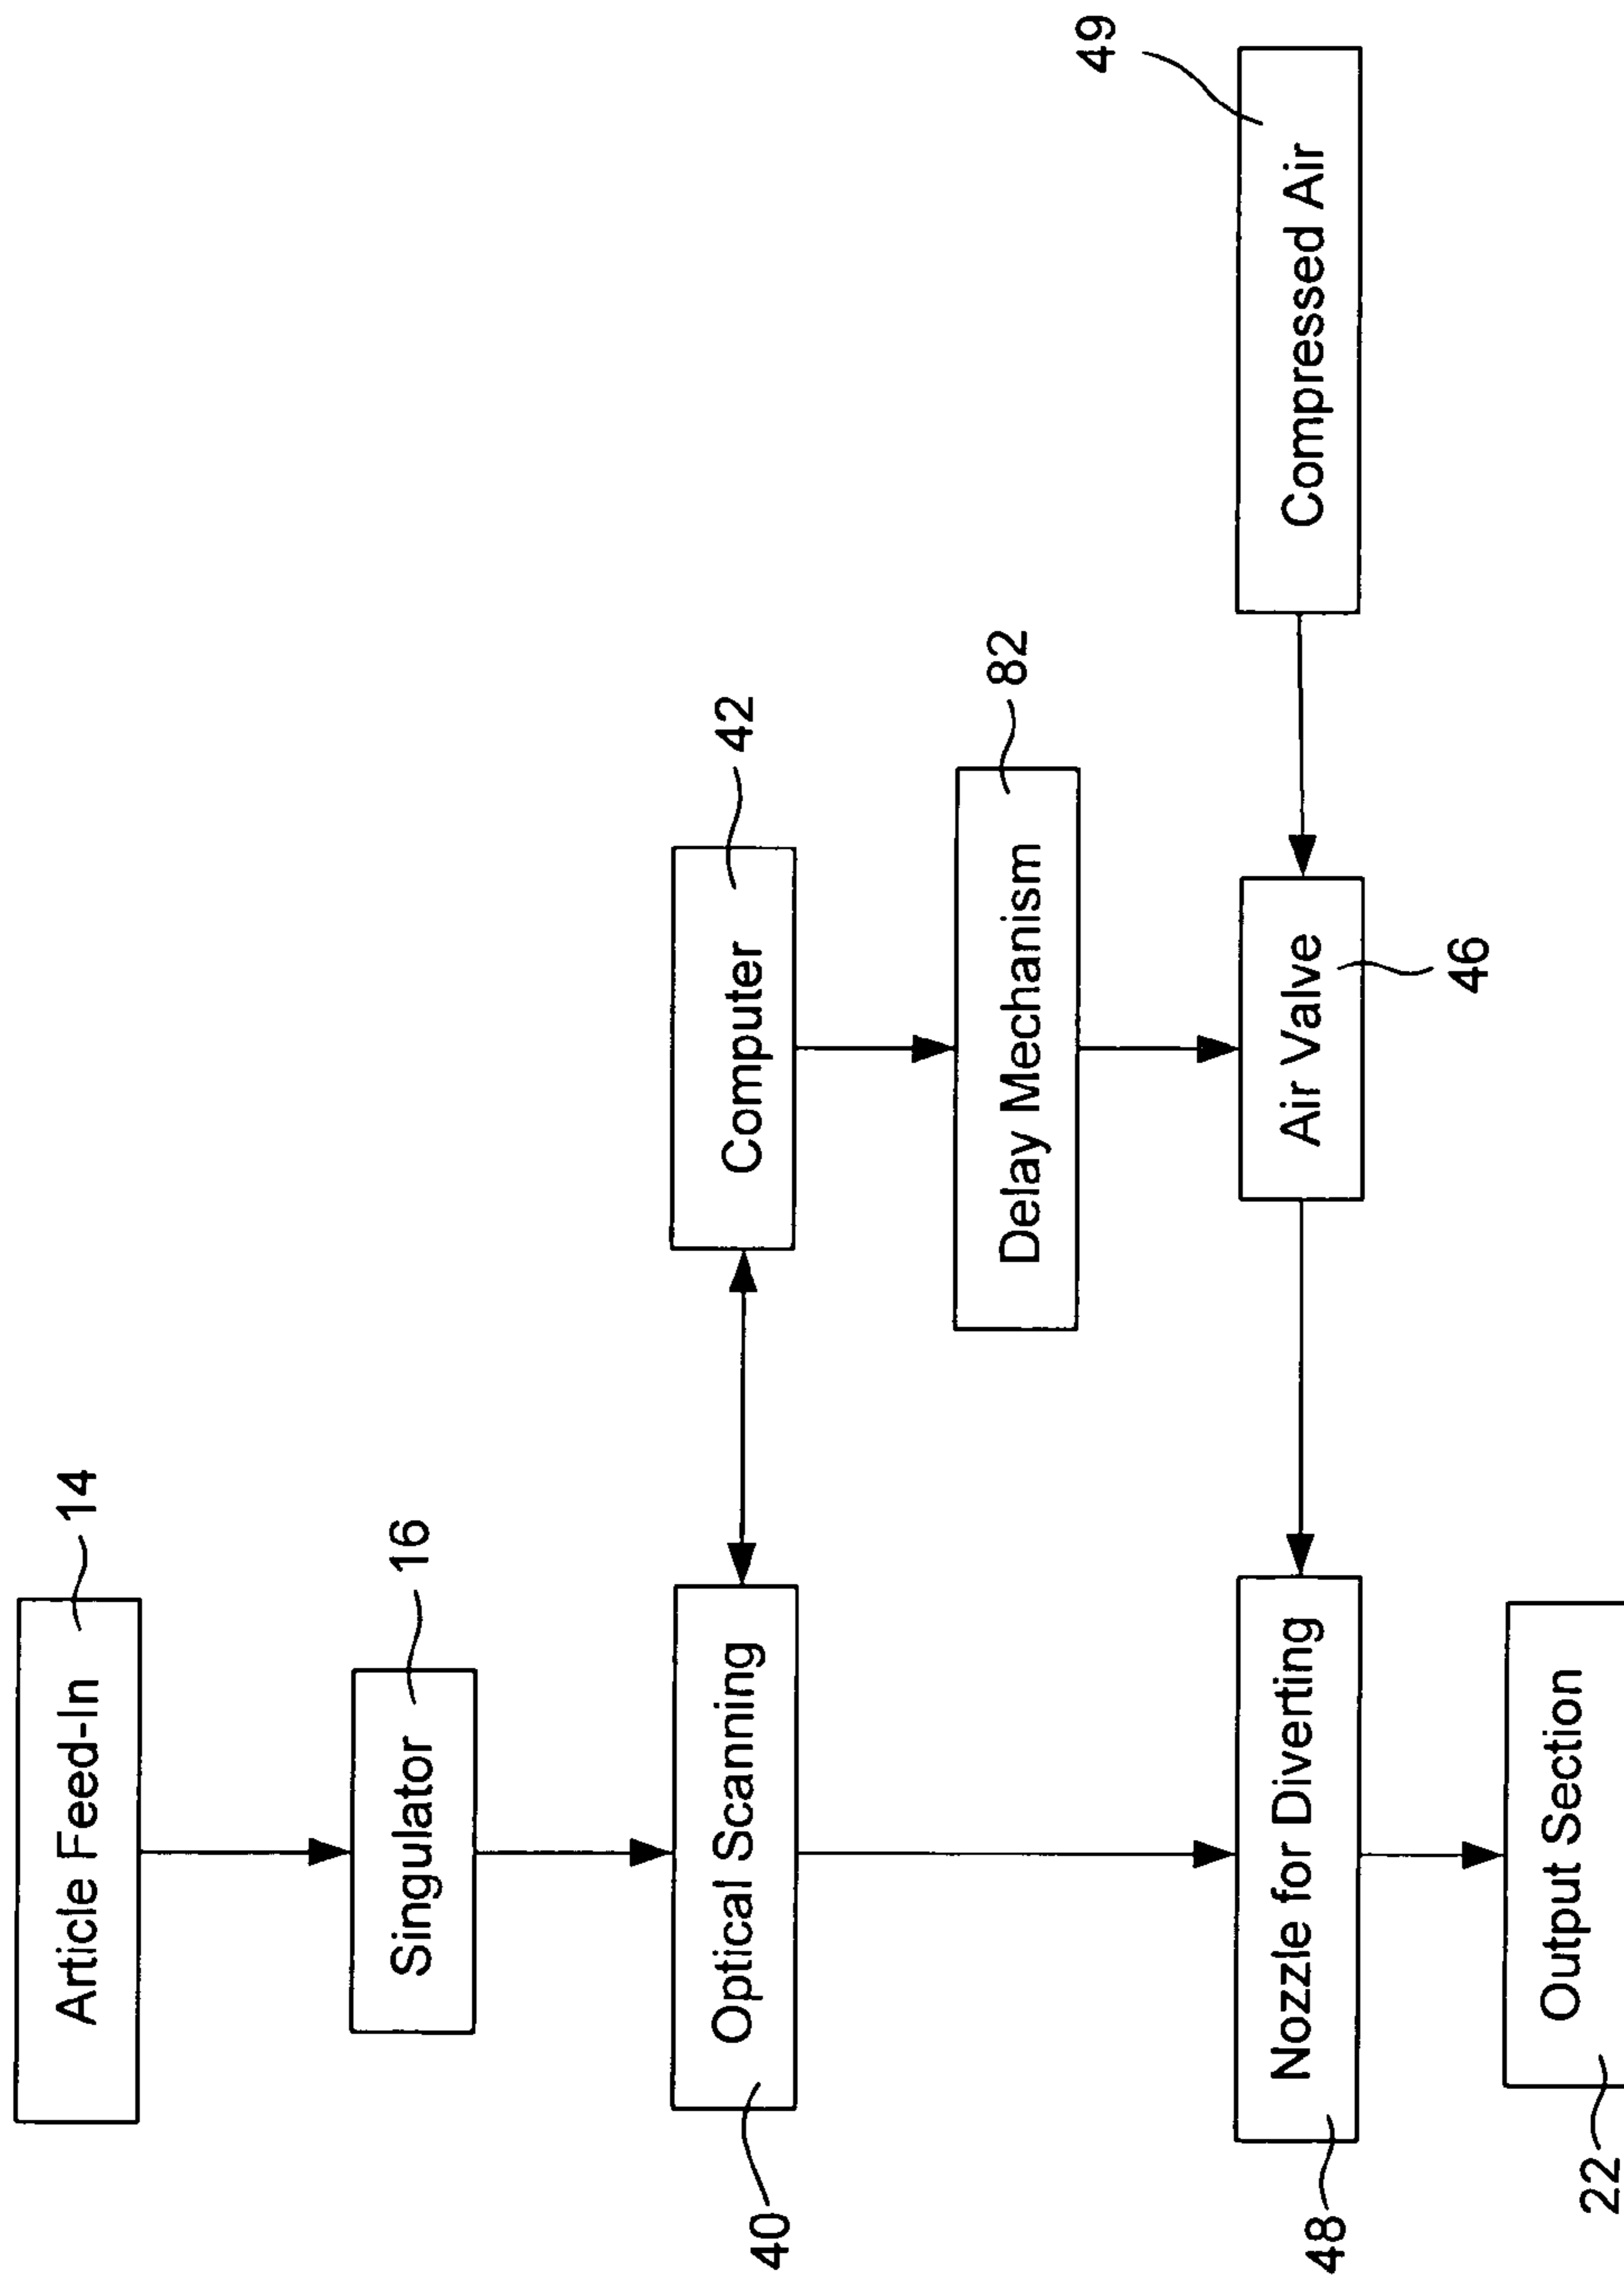 Article Feed-In
14
Singulator
16
Optical Scanning
40
Computer
42
Delay Mechanism
82
Compressed Air
49
Air Valve
46
Nozzle for Diverting
48
Output Section
22